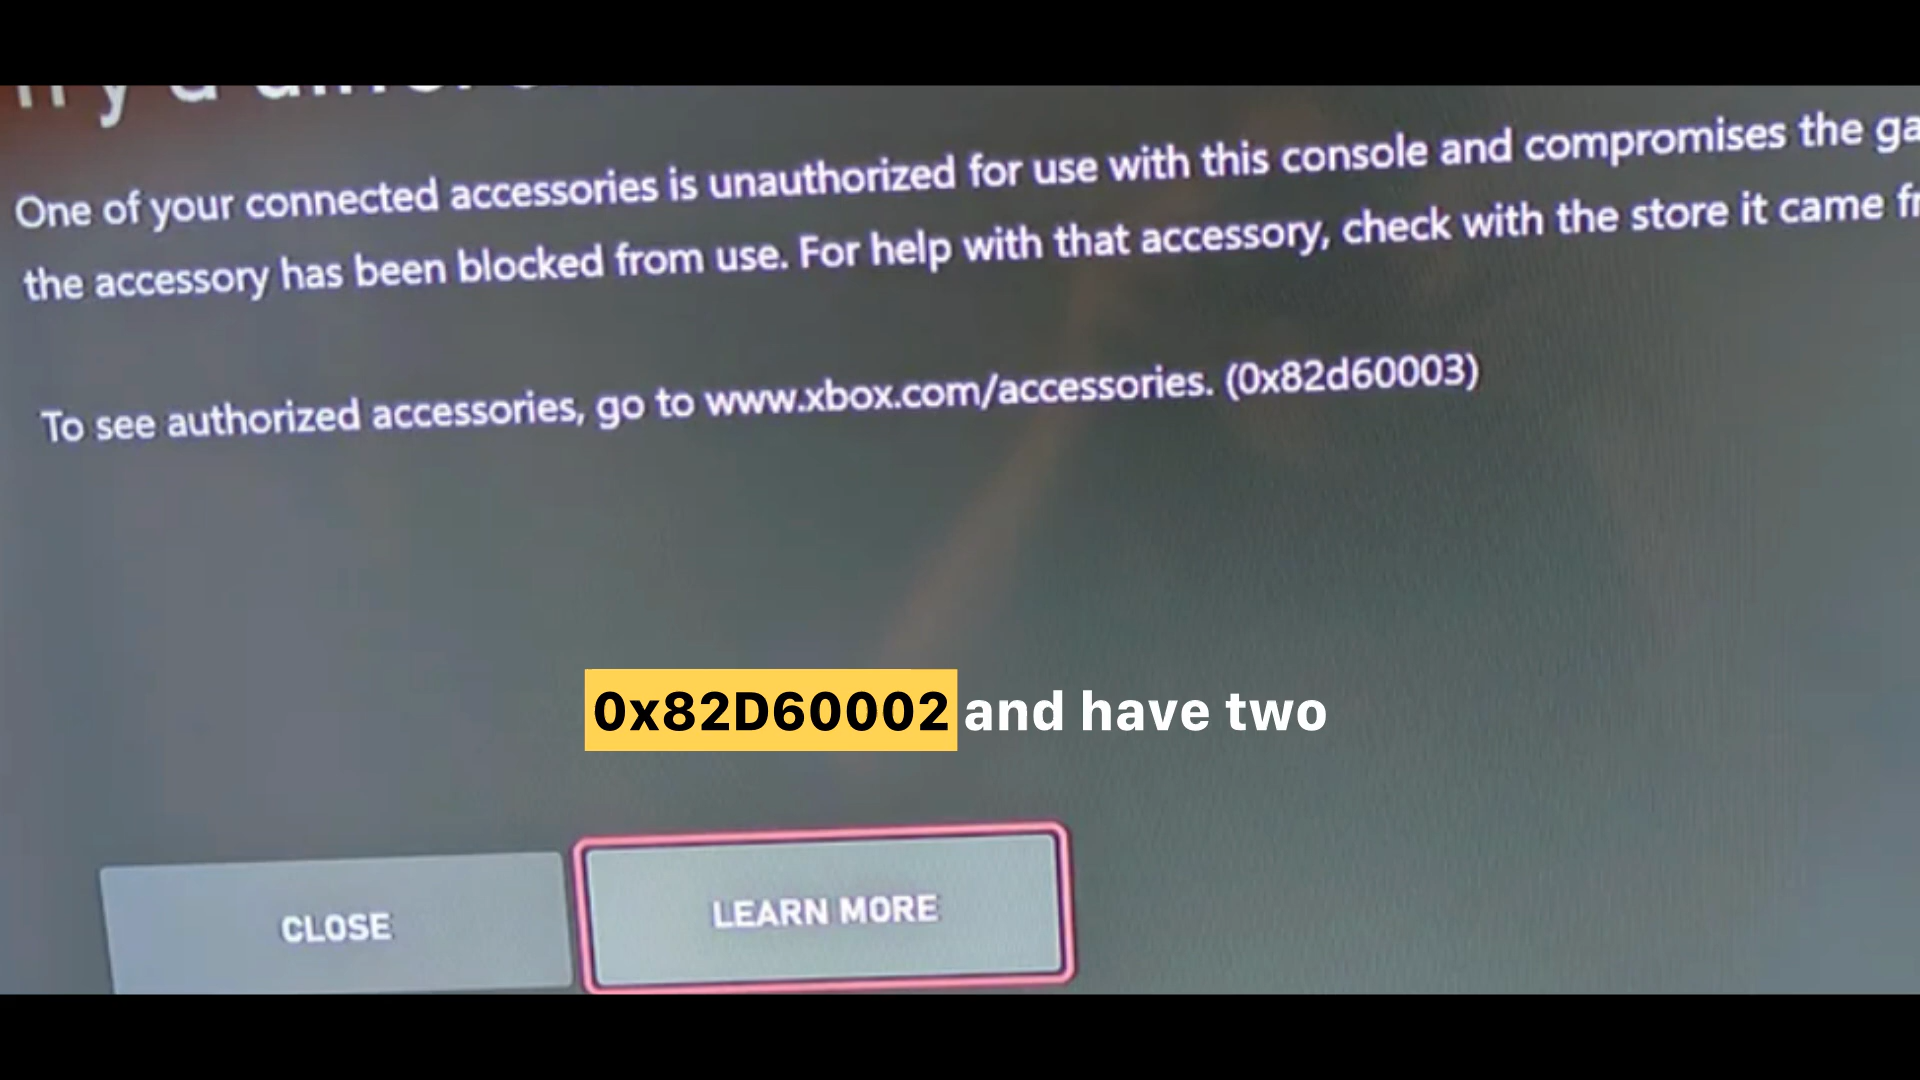 One of your connected accessories is unauthorized for use with this console and compromises the
the accessory has been blocked from use. For help with that accessory, check with the store it came
To see authorized accessories, go to www.xbox.com/accessories. (0x82d60003)
0x82D60002 and have two
CLOSE
LEARN MORE